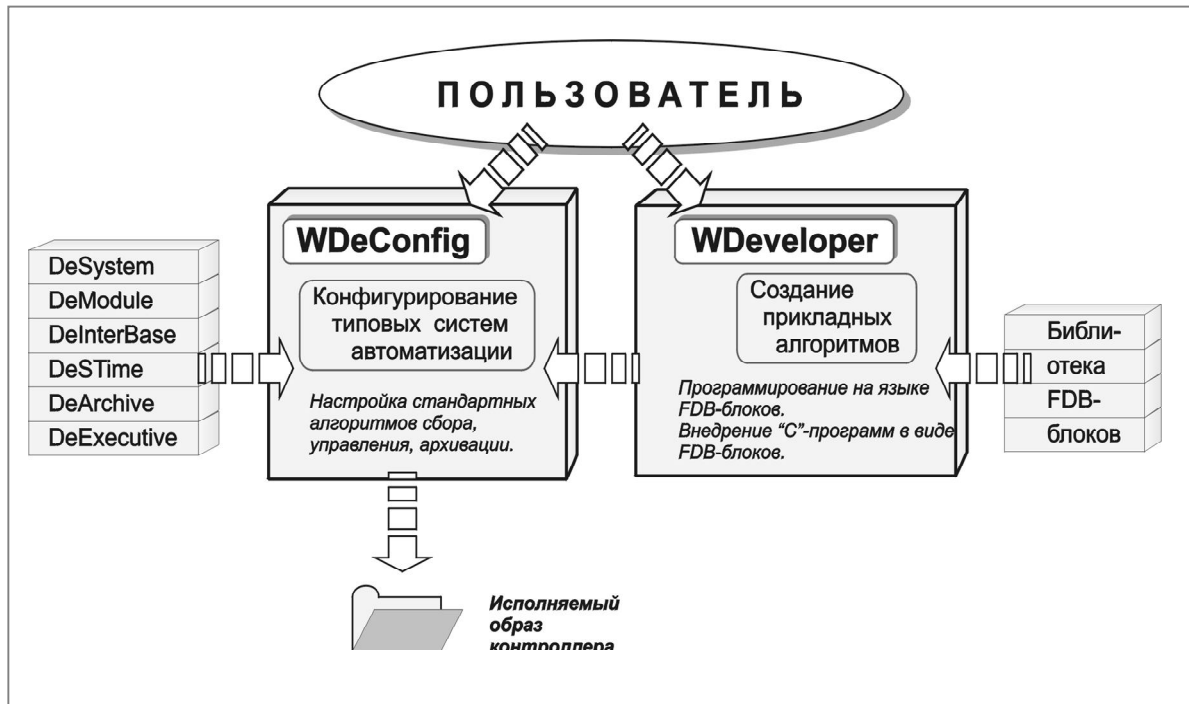 ПОЛЬЗОВАТЕЛЬ
WDeConfig
Конфигурирование
типовых систем
автоматизации
Настройка стандартных
алгоритмов сбора,
управления, архивации.
WDeveloper
Создание
прикладных
алгоритмов
Программирование на языке
FDB-блоков.
Внедрение “С”-программ в виде
FDB-блоков.
DeSystem
DeModule
DeInterBase
DeSTime
DeArchive
DeExecutive
Библи-
отека
FDB-
блоков
Исполняемый
образ
контроллера